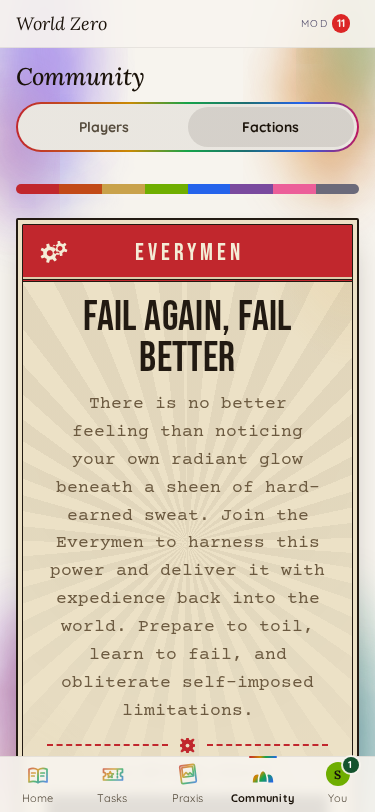 World Zero
MOD 11
Community
Players Factions
EVERYMEN
FAIL AGAIN, FAIL
BETTER
There is no better
feeling than noticing
your own radiant glow
beneath a sheen of hard-
earned sweat. Join the
Everymen to harness this
power and deliver it with
expedience back into the
world. Prepare to toil,
learn to fail, and
obliterate self-imposed
limitations.
S 1
Home Tasks Praxis Community You